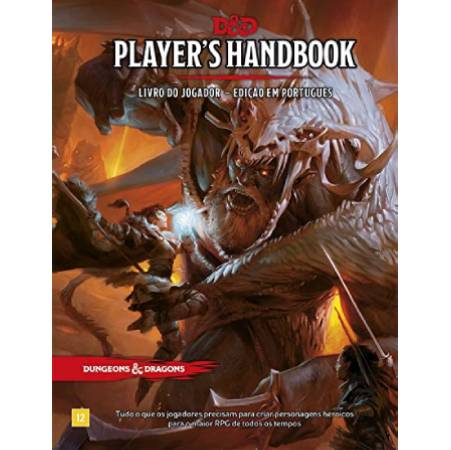 D&D
PLAYER'S HANDBOOK
LIVRO DO JOGADOR - EDIÇÃO EM PORTUGUÊS
DUNGEONS & DRAGONS
12
Tudo o que os jogadores precisam para criar personagens heroicos
para o maior RPG de todos os tempos